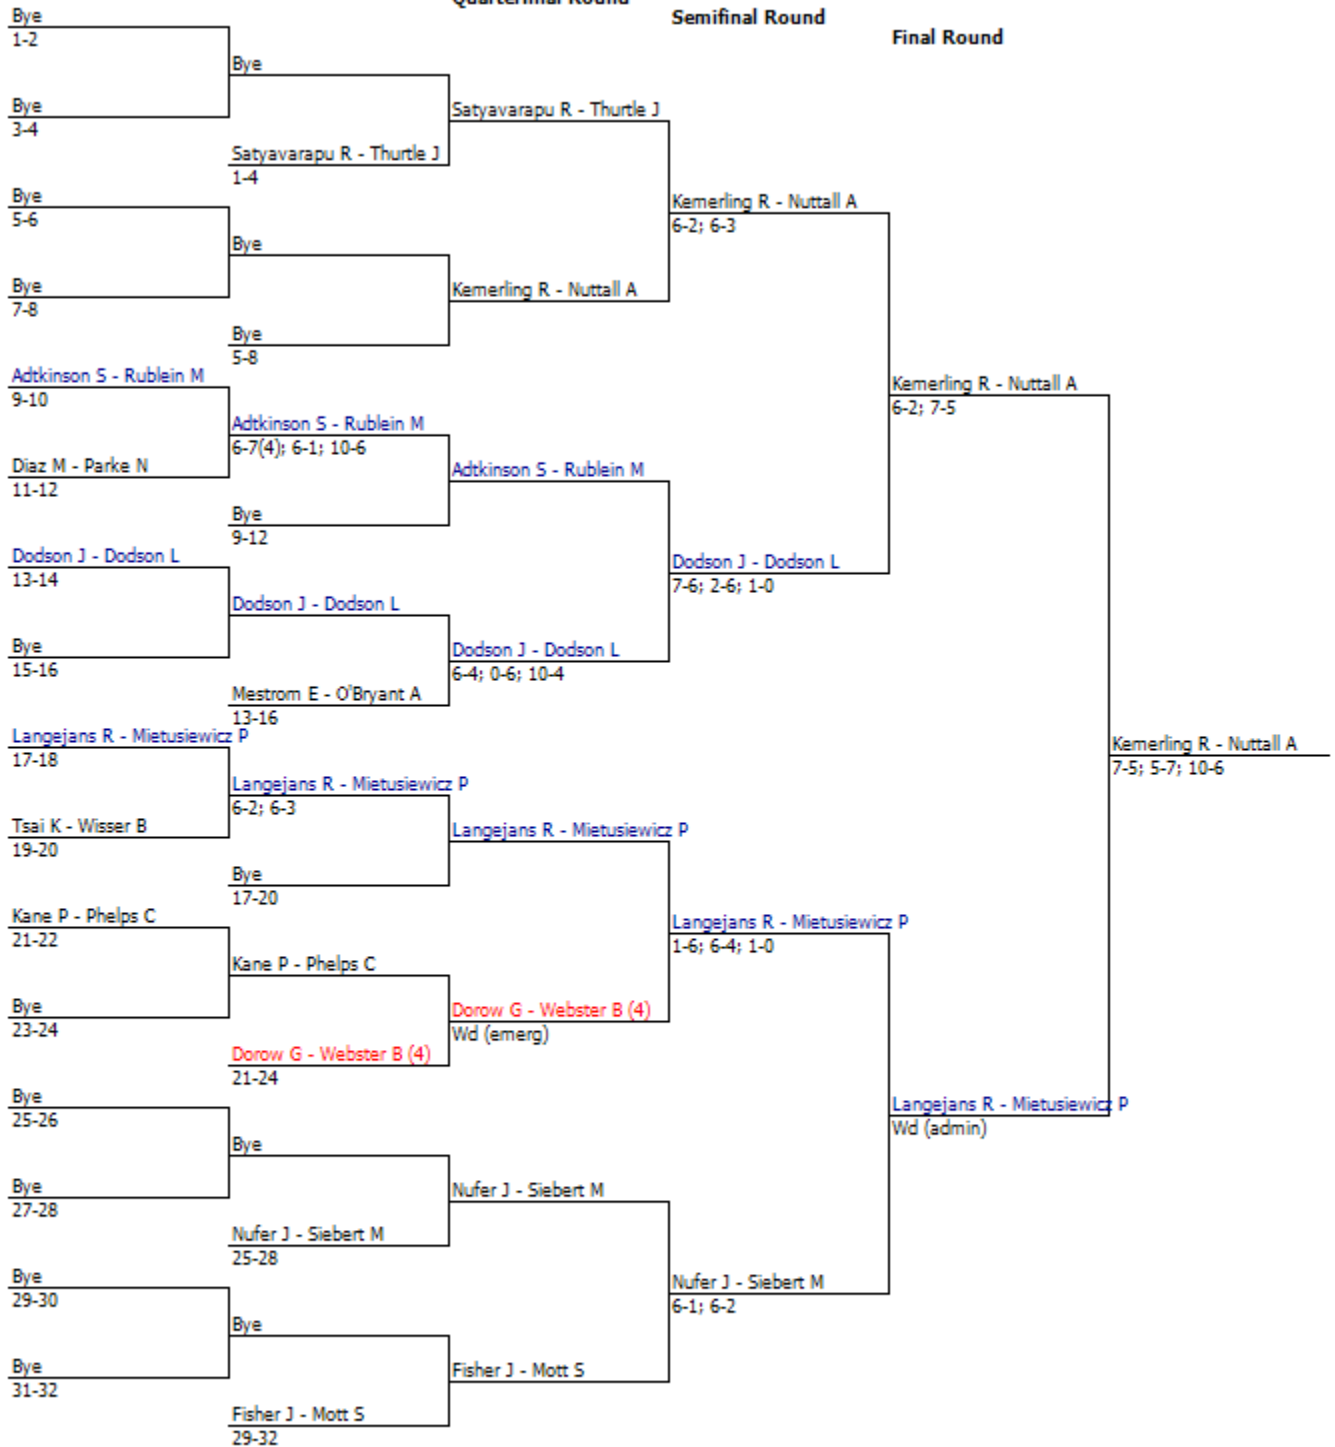 Quarterfinal Round
Semifinal Round
Final Round
Bye
1-2
Bye
3-4
Bye
5-6
Bye
7-8
Adtkinson S - Rublein M
9-10
Diaz M - Parke N
11-12
Dodson J - Dodson L
13-14
Bye
15-16
Langejans R - Mietusiewicz P
17-18
Tsai K - Wisser B
19-20
Kane P - Phelps C
21-22
Bye
23-24
Bye
25-26
Bye
27-28
Bye
29-30
Bye
31-32
Bye
Satyavarapu R - Thurtle J
1-4
Bye
Bye
5-8
Adtkinson S - Rublein M
6-7(4); 6-1; 10-6
Bye
9-12
Dodson J - Dodson L
Mestrom E - O'Bryant A
13-16
Langejans R - Mietusiewicz P
6-2; 6-3
Bye
17-20
Kane P - Phelps C
Dorow G - Webster B (4)
21-24
Bye
Nufer J - Siebert M
25-28
Bye
Fisher J - Mott S
29-32
Satyavarapu R - Thurtle J
Kemerling R - Nuttall A
Adtkinson S - Rublein M
Dodson J - Dodson L
6-4; 0-6; 10-4
Langejans R - Mietusiewicz P
Dorow G - Webster B (4)
Wd (emerg)
Nufer J - Siebert M
Fisher J - Mott S
Kemerling R - Nuttall A
6-2; 6-3
Dodson J - Dodson L
7-6; 2-6; 1-0
Langejans R - Mietusiewicz P
1-6; 6-4; 1-0
Nufer J - Siebert M
6-1; 6-2
Kemerling R - Nuttall A
6-2; 7-5
Langejans R - Mietusiewicz P
Wd (admin)
Kemerling R - Nuttall A
7-5; 5-7; 10-6